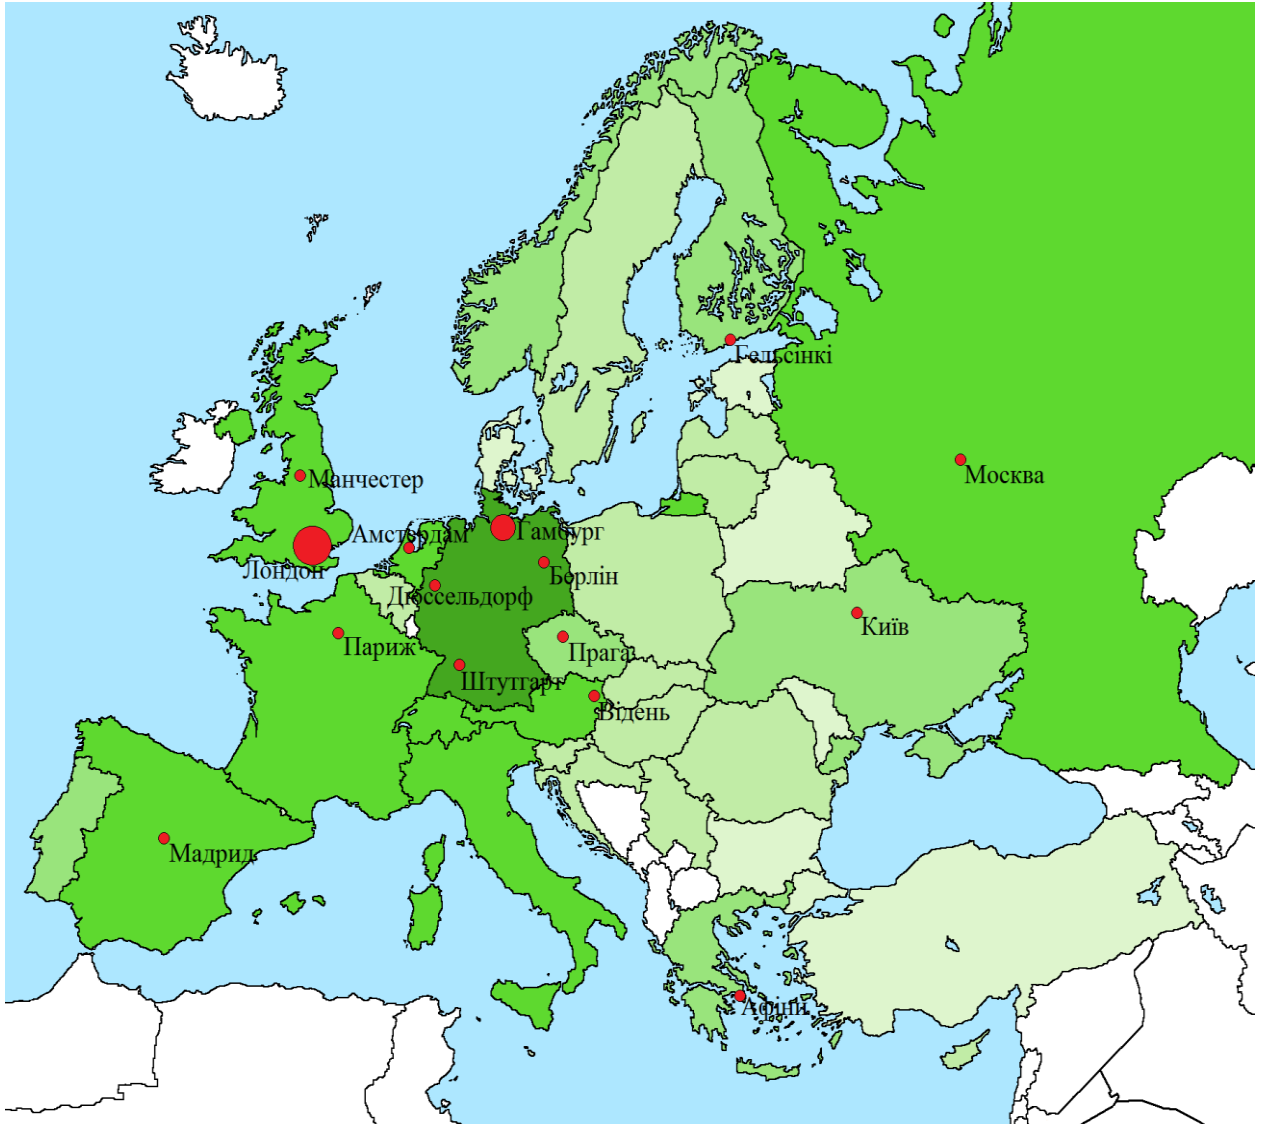 Гельсінкі
Москва
Манчестер
Амстердам
Гамбург
Лондон
Берлін
Дюссельдорф
Київ
Париж
Прага
Штутгарт
Відень
Мадрид
Афіни